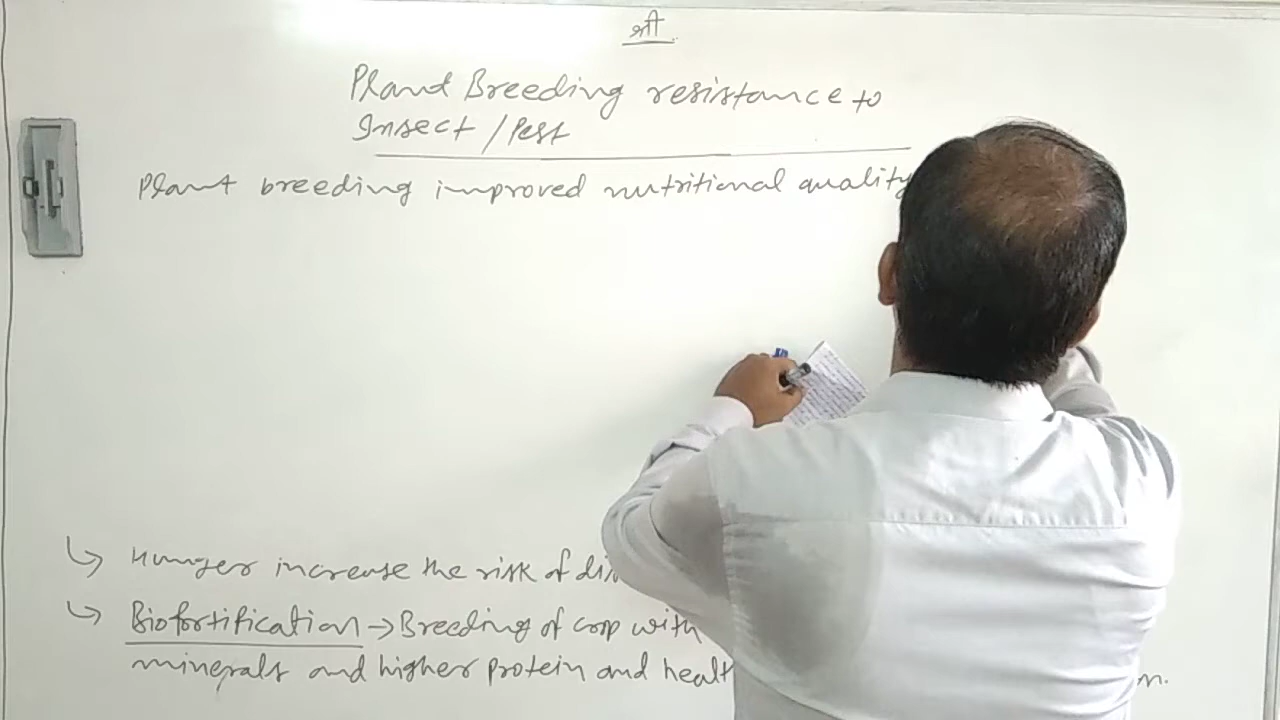 श्री
Plant Breeding resistance to
Insect / Pest
Plant breeding improved nutritional quality
↳ Hunger increase the risk of
↳ Biofortification → Breeding of crop with
minerals and higher protein and